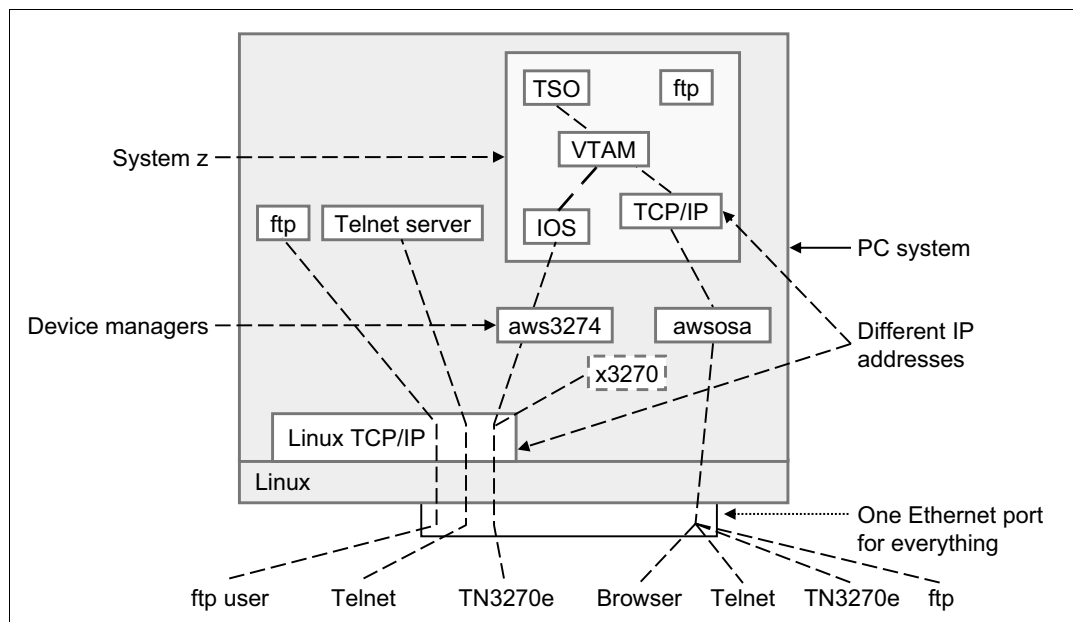 TSO
ftp
VTAM
System z
TCP/IP
ftp
Telnet server
IOS
PC system
Device managers
aws3274
awsosa
Different IP
addresses
x3270
Linux TCP/IP
Linux
One Ethernet port
for everything
ftp user
Telnet
TN3270e
Browser
Telnet
TN3270e
ftp